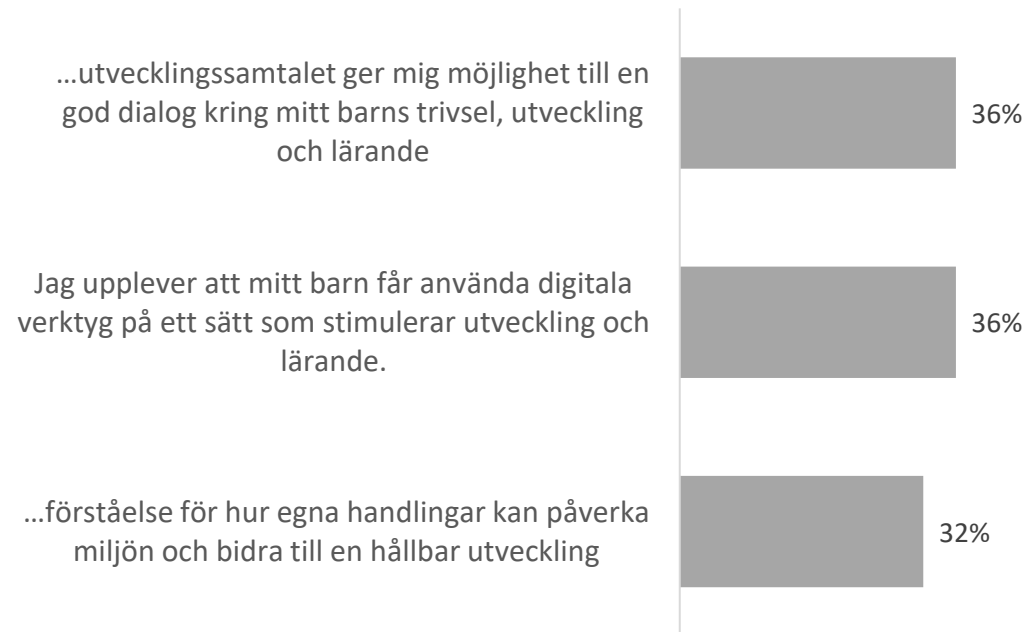 ...utvecklingssamtalet ger mig möjlighet till en
god dialog kring mitt barns trivsel, utveckling
och lärande
36%
Jag upplever att mitt barn får använda digitala
verktyg på ett sätt som stimulerar utveckling och
lärande.
36%
...förståelse för hur egna handlingar kan påverka
miljön och bidra till en hållbar utveckling
32%